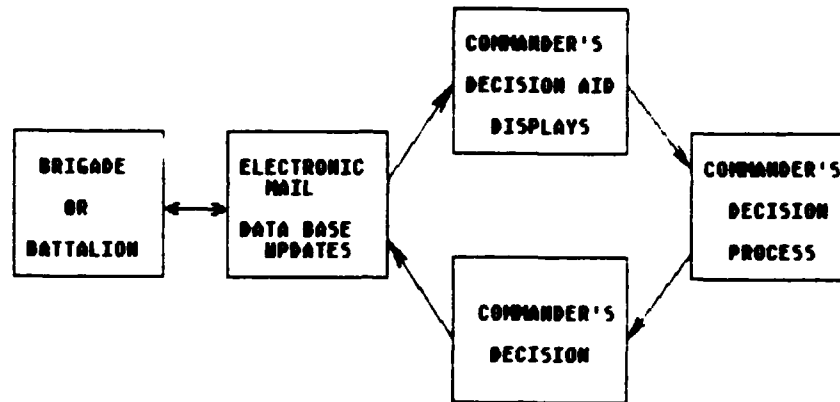 BRIGADE
OR
BATTALION
ELECTRONIC
MAIL
DATA BASE
UPDATES
COMMANDER'S
DECISION AID
DISPLAYS
COMMANDER'S
DECISION
PROCESS
COMMANDER'S
DECISION